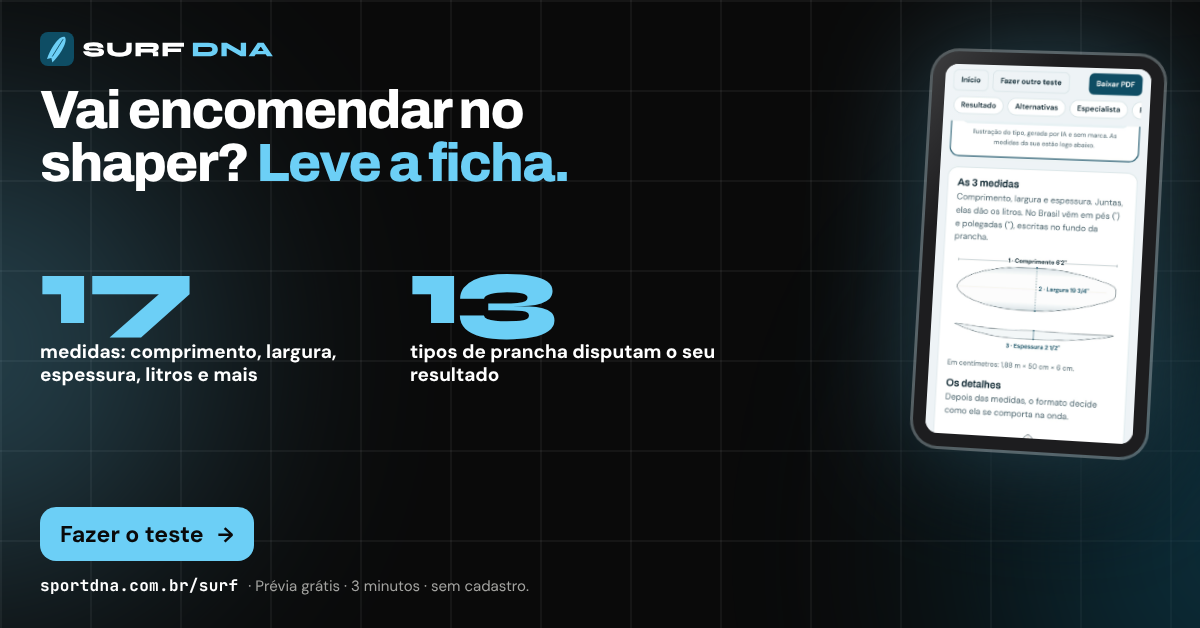 SURF DNA
Vai encomendar no
shaper? Leve a ficha.
17
medidas: comprimento, largura,
espessura, litros e mais
13
tipos de prancha disputam o seu
resultado
Fazer o teste →
sportdna.com.br/surf · Prévia grátis · 3 minutos · sem cadastro.
Início Fazer outro teste Baixar PDF
Resultado Alternativas Especialista
Ilustração do tipo, gerada por IA e sem marca. As
medidas da sua estão logo abaixo.
As 3 medidas
Comprimento, largura e espessura. Juntas,
elas dão os litros. No Brasil vêm em pés (')
e polegadas ("), escritas no fundo da
prancha.
1 · Comprimento 6'2"
2 · Largura 19 3/4"
3 · Espessura 2 1/2"
Em centímetros: 1,88 m × 50 cm × 6 cm.
Os detalhes
Depois das medidas, o formato decide
como ela se comporta na onda.